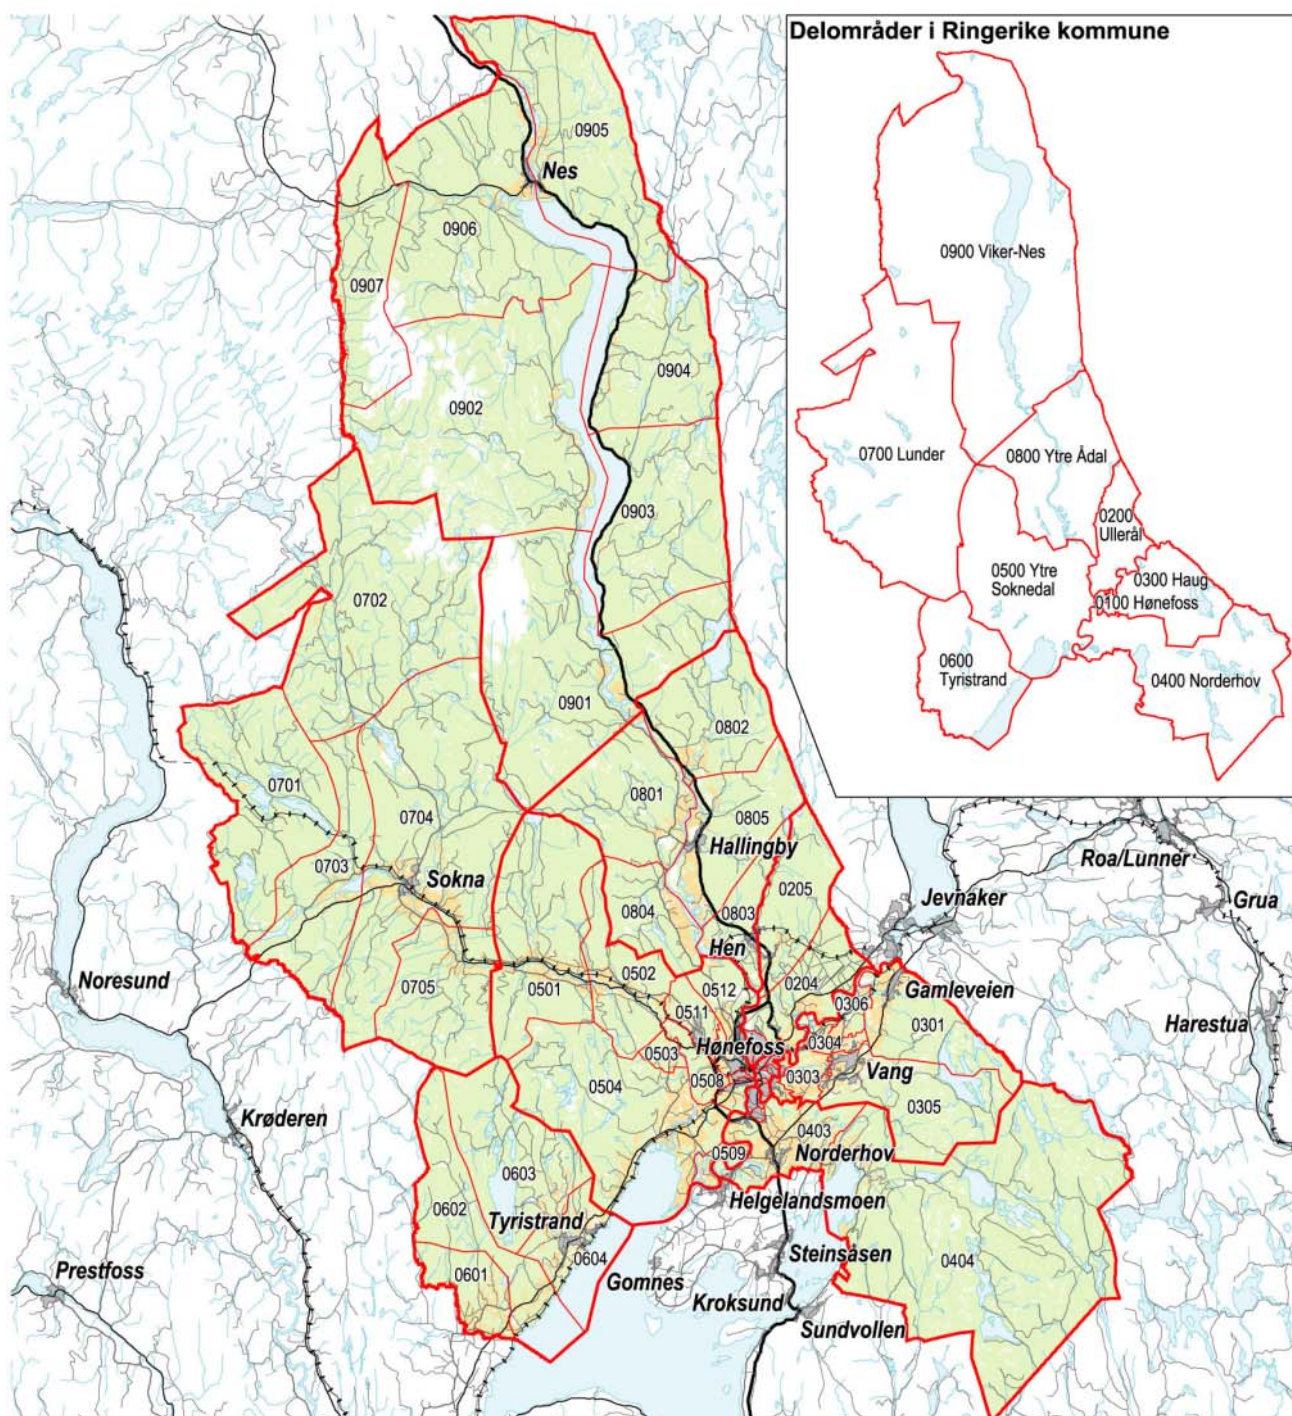 Delområder i Ringerike kommune
0905
Nes
0906
0900 Viker-Nes
0907
0904
0902
0700 Lunder
0800 Ytre Ådal
0903
0200
Ullerål
0500 Ytre
Soknedal
0300 Haug
0100 Hønefoss
0702
0600
Tyristrand
0400 Norderhov
0901
0802
0701
0801
0704
0805
Hallingby
Roa/Lunner
0703
Sokna
0205
Jevnaker
Grua
0804
0803
Hen
Noresund
0502
0204
0705
0501
0512
Gamleveien
0306
0511
0301
Harestua
0304
Hønefoss
0503
Vang
0303
0508
0504
0305
Krøderen
0403
0509
Norderhov
0603
Helgelandsmoen
0602
Tyristrand
0604
Steinsåsen
0404
Prestfoss
0601
Gomnes
Kroksund
Sundvollen